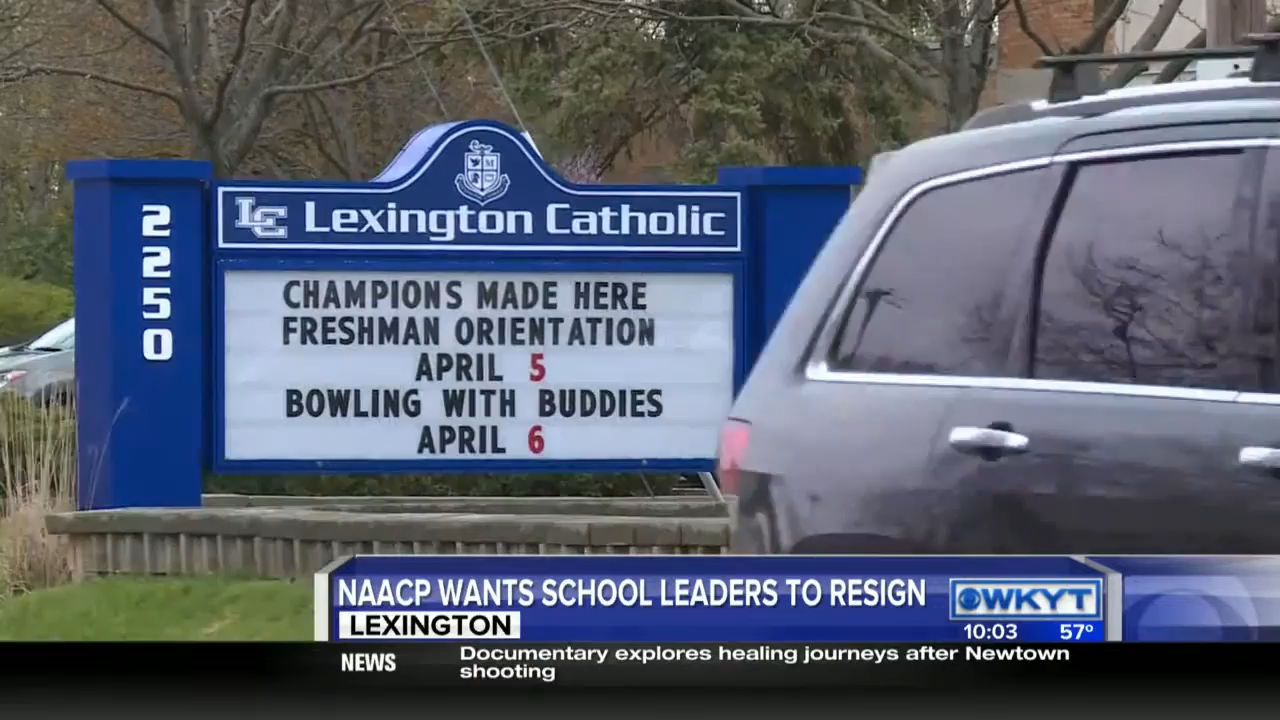 2250
LC Lexington Catholic
M
CHAMPIONS MADE HERE
FRESHMAN ORIENTATION
APRIL 5
BOWLING WITH BUDDIES
APRIL 6
NAACP WANTS SCHOOL LEADERS TO RESIGN
WKYT
LEXINGTON
10:03 57°
NEWS
Documentary explores healing journeys after Newtown
shooting